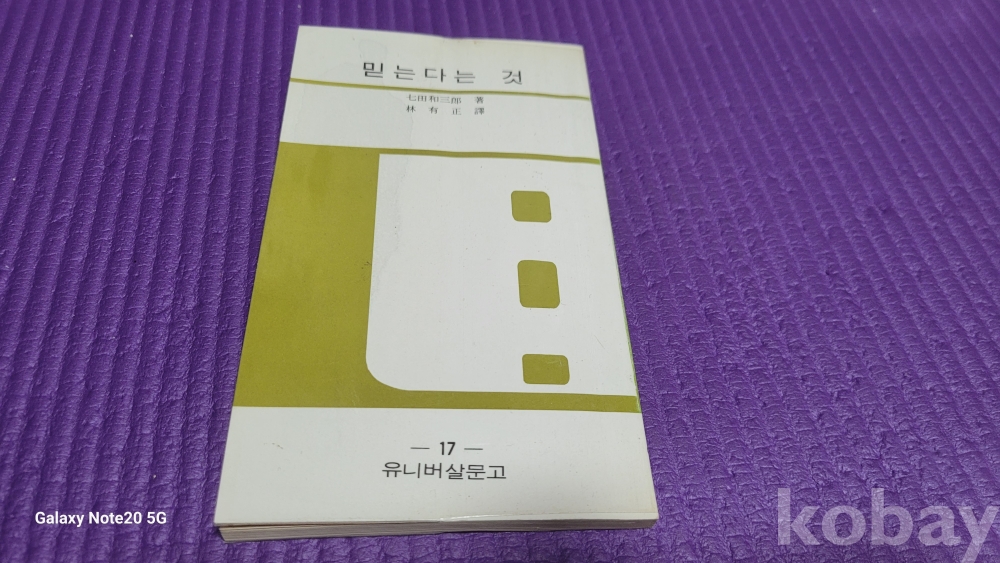 믿는다는 것
七田和三郎 著
林 有 正 譯
— 17 —
유니버살문고
Galaxy Note20 5G
kobay